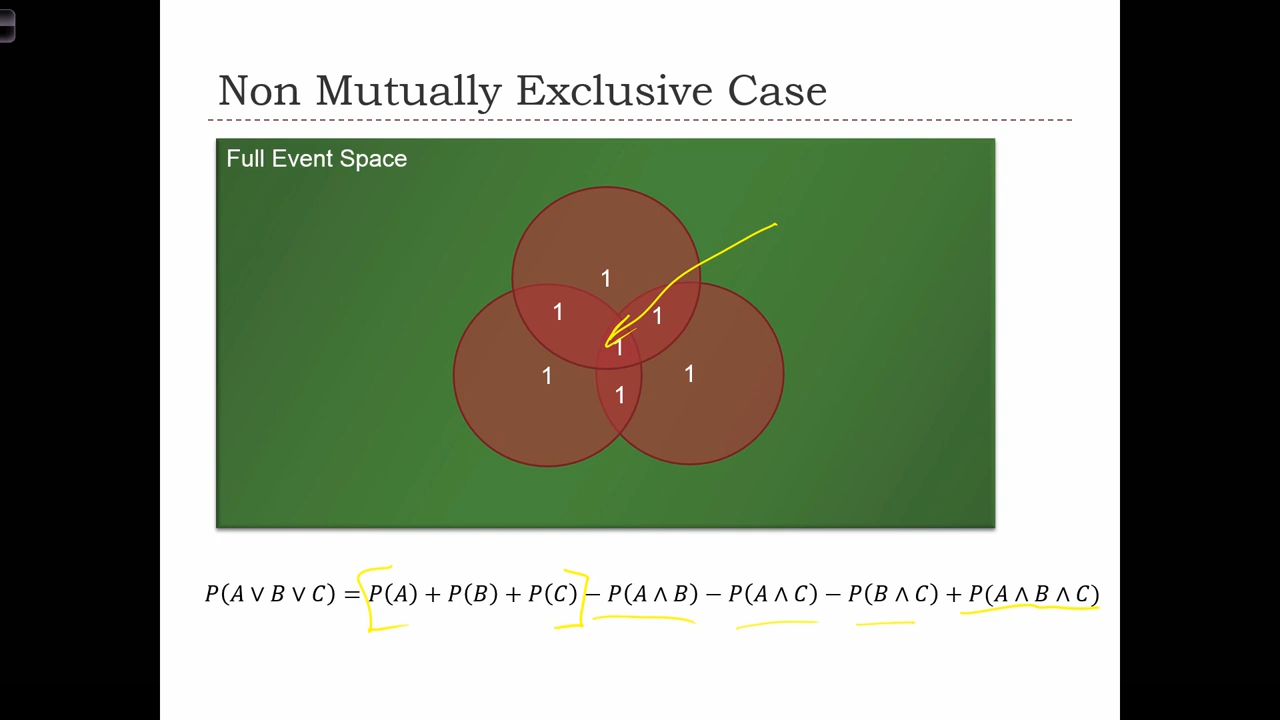 Non Mutually Exclusive Case
Full Event Space
1
1
1
1
1
1
1
P(A ∨ B ∨ C) = P(A) + P(B) + P(C) − P(A ∧ B) − P(A ∧ C) − P(B ∧ C) + P(A ∧ B ∧ C)